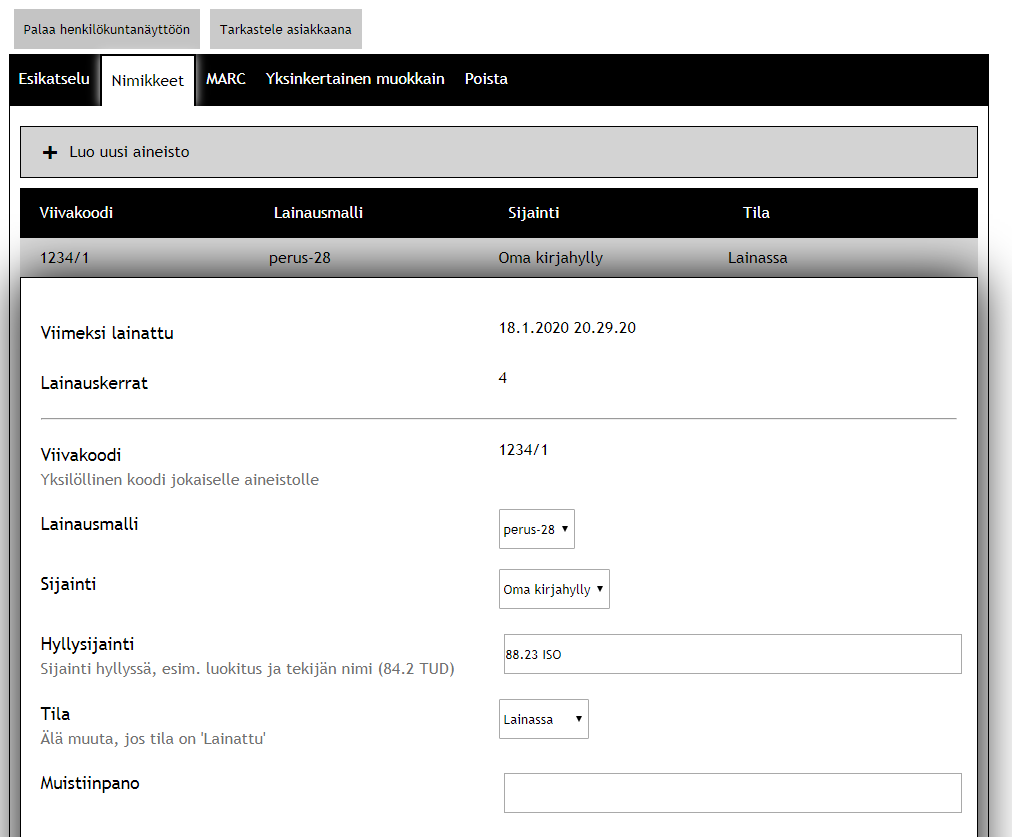 Palaa henkilökuntanäyttöön Tarkastele asiakkaana
Esikatselu Nimikkeet MARC Yksinkertainen muokkain Poista
+ Luo uusi aineisto
Viivakoodi Lainausmalli Sijainti Tila
1234/1 perus-28 Oma kirjahylly Lainassa
Viimeksi lainattu 18.1.2020 20.29.20
Lainauskerrat 4
Viivakoodi 1234/1
Yksilöllinen koodi jokaiselle aineistolle
Lainausmalli perus-28
Sijainti Oma kirjahylly
Hyllysijainti 88.23 ISO
Sijainti hyllyssä, esim. luokitus ja tekijän nimi (84.2 TUD)
Tila Lainassa
Älä muuta, jos tila on 'Lainattu'
Muistiinpano